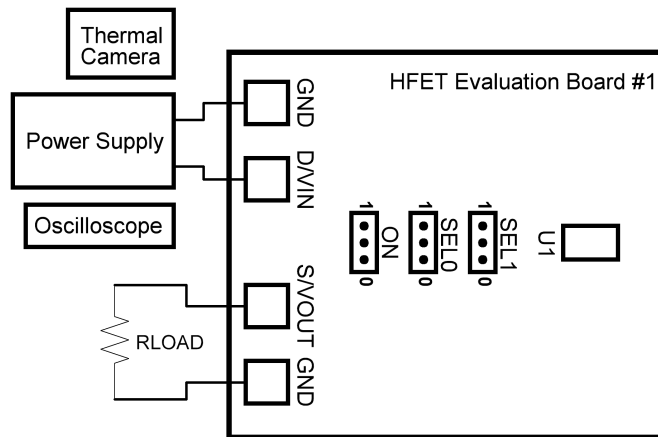 Thermal
Camera
HFET Evaluation Board #1
GND
Power Supply
D/VIN
Oscilloscope
1
1
1
ON
SEL0
SEL1
U1
0
0
0
S/VOUT
RLOAD
GND